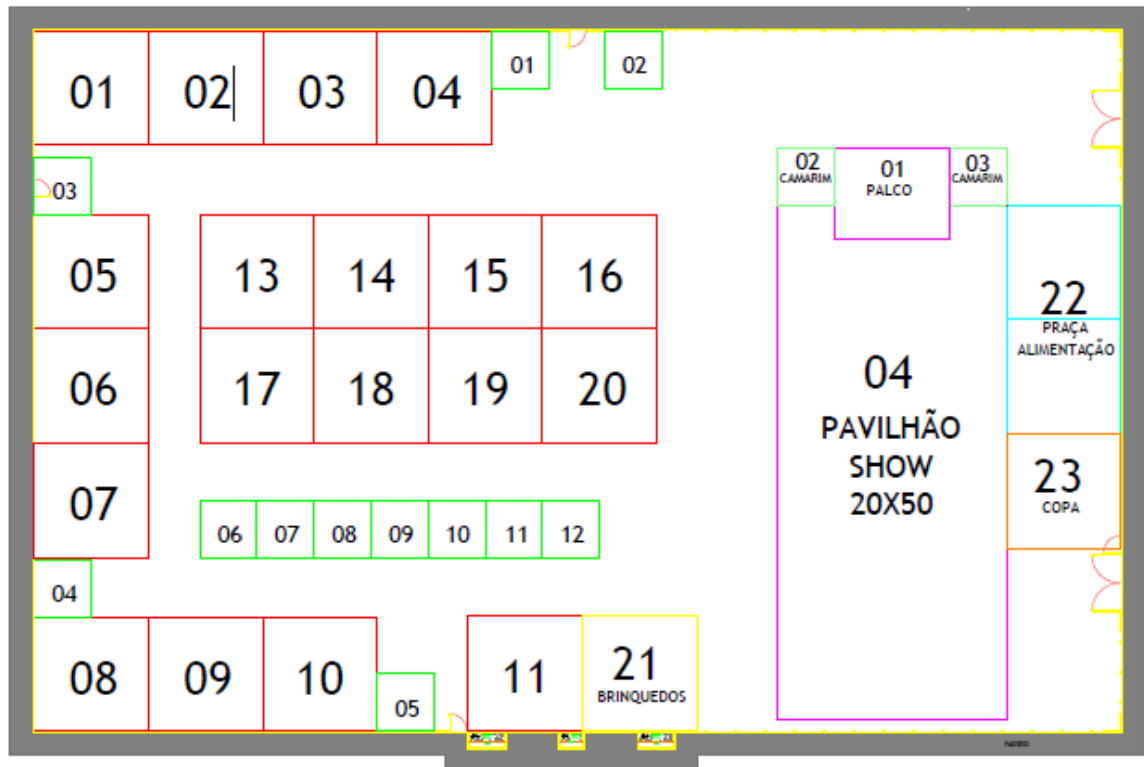 01 02 03 04 01 02
03
02 CAMARIM
01 PALCO
03 CAMARIM
05 13 14 15 16
22
PRAÇA
ALIMENTAÇÃO
06 17 18 19 20
04
PAVILHÃO
SHOW
20X50
23
COPA
07
06 07 08 09 10 11 12
04
08 09 10 05 11
21
BRINQUEDOS